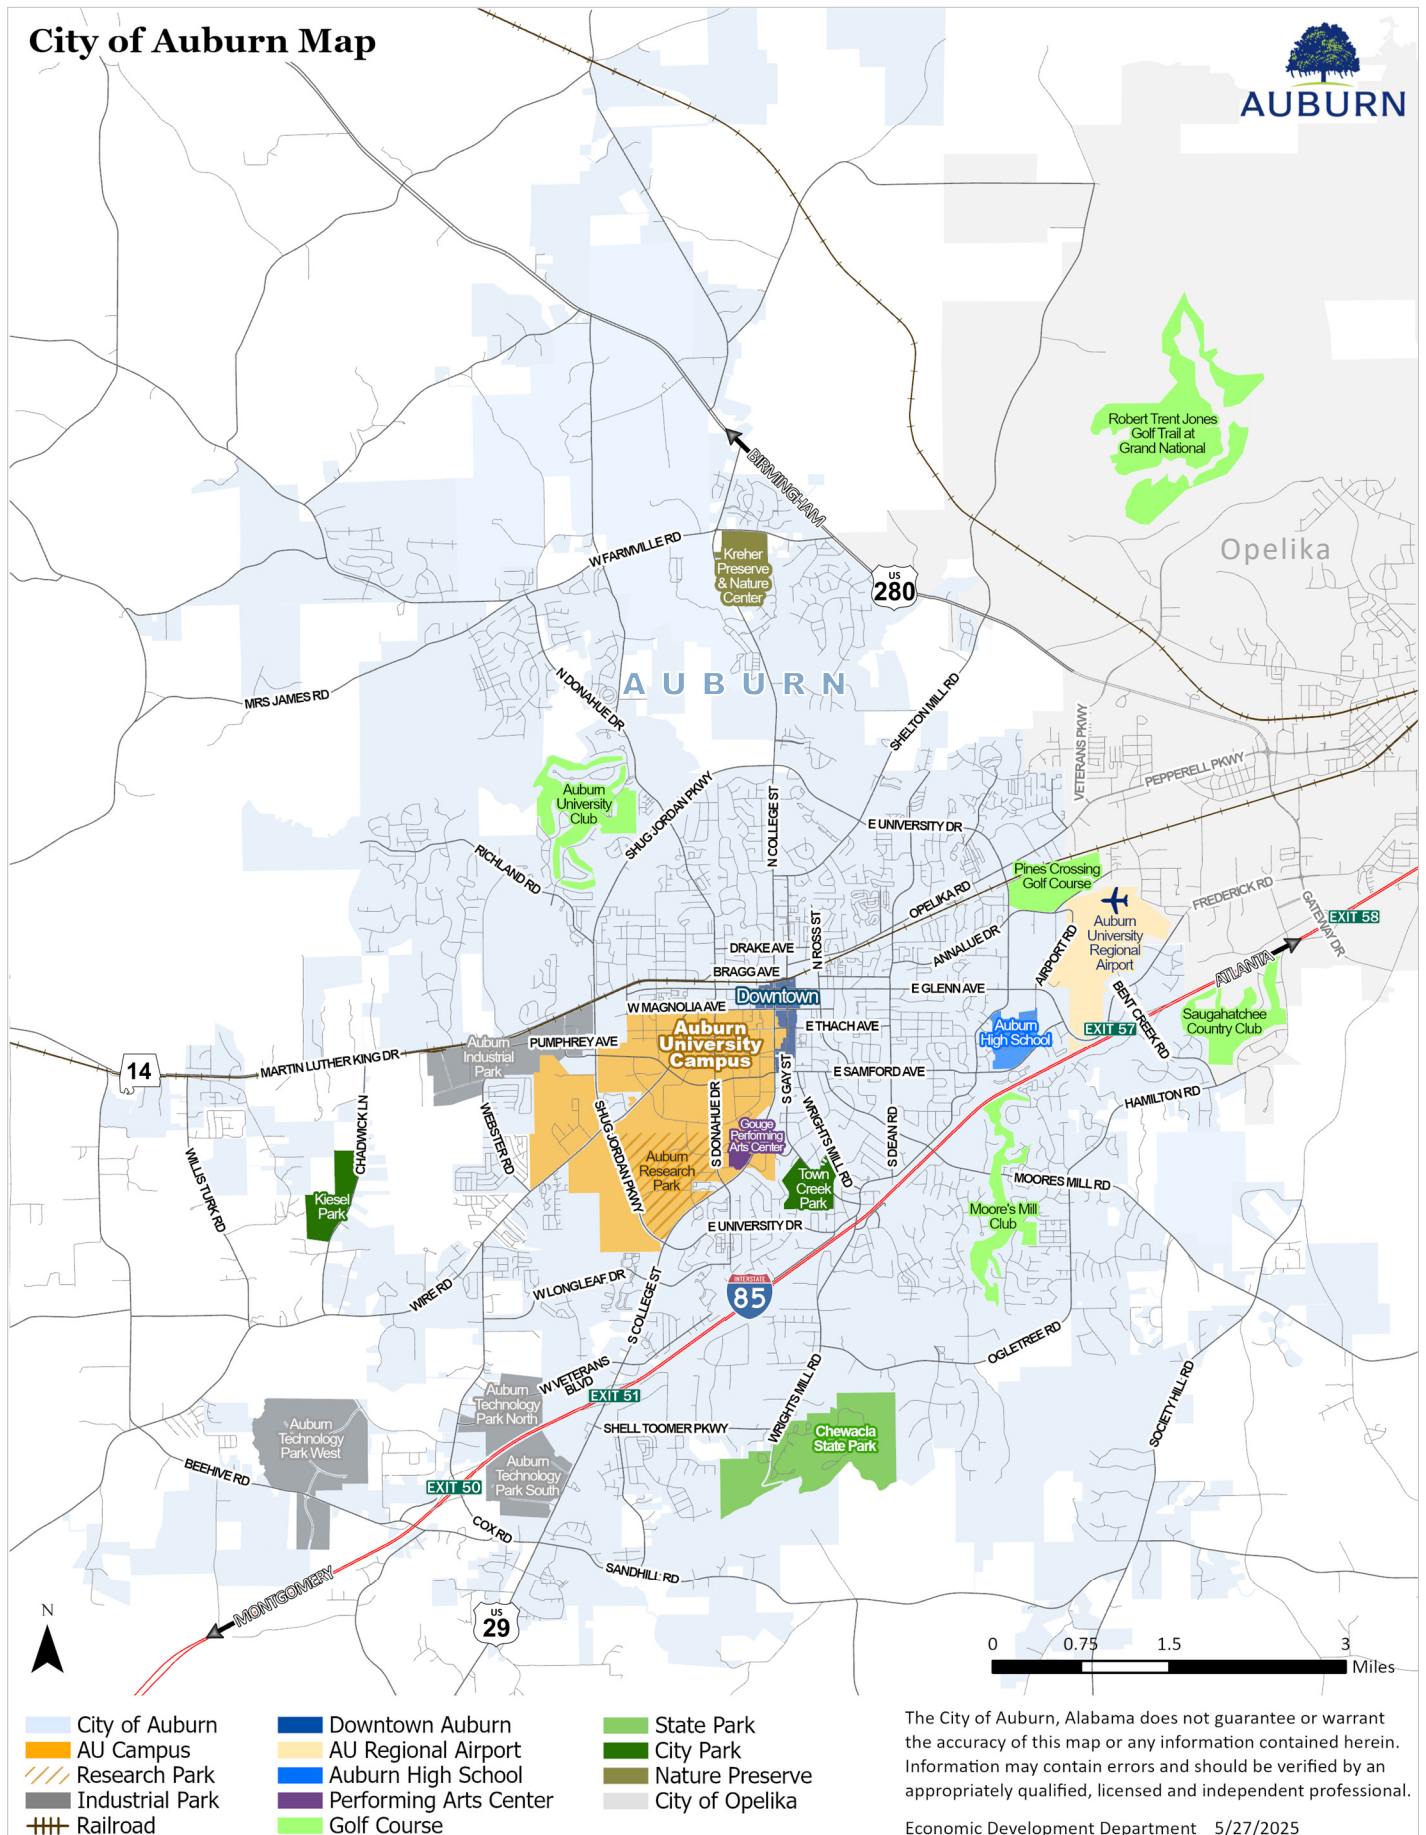 City of Auburn Map
AUBURN
Robert Trent Jones
Golf Trail at
Grand National
BIRMINGHAM
Opelika
W FARMVILLE RD
Kreher
Preserve
& Nature
Center
US
280
AUBURN
MRS JAMES RD
N DONAHUE DR
SHELTON MILL RD
VETERANS PKWY
PEPPERELL PKWY
Auburn
University
Club
SHUG JORDAN PKWY
N COLLEGE ST
E UNIVERSITY DR
RICHLAND RD
Pines Crossing
Golf Course
OPELIKA RD
FREDERICK RD
GATEWAY DR
EXIT 58
N ROSS ST
DRAKE AVE
ANNALUE DR
AIRPORT RD
Auburn
University
Regional
Airport
ATLANTA
BRAGG AVE
E GLENN AVE
BENT CREEK RD
Downtown
W MAGNOLIA AVE
Auburn
University
Campus
E THACH AVE
Auburn
High School
EXIT 57
Saugahatchee
Country Club
PUMPHREY AVE
Auburn
Industrial
Park
MARTIN LUTHER KING DR
14
S GAY ST
E SAMFORD AVE
HAMILTON RD
CHADWICK LN
WEBSTER RD
SHUG JORDAN PKWY
S DONAHUE DR
WRIGHTS MILL RD
S DEAN RD
Gouge
Performing
Arts Center
WILLIS TURK RD
Auburn
Research
Park
Town
Creek
Park
MOORES MILL RD
Kiesel
Park
Moore's Mill
Club
E UNIVERSITY DR
WIRE RD
W LONGLEAF DR
S COLLEGE ST
INTERSTATE
85
OGLETREE RD
W VETERANS
BLVD
WRIGHTS MILL RD
SOCIETY HILL RD
Auburn
Technology
Park North
EXIT 51
SHELL TOOMER PKWY
Chewacla
State Park
Auburn
Technology
Park West
BEEHIVE RD
Auburn
Technology
Park South
EXIT 50
COX RD
SANDHILL RD
MONTGOMERY
US
29
N
0 0.75 1.5 3
Miles
City of Auburn
AU Campus
Research Park
Industrial Park
Railroad
Downtown Auburn
AU Regional Airport
Auburn High School
Performing Arts Center
Golf Course
State Park
City Park
Nature Preserve
City of Opelika
The City of Auburn, Alabama does not guarantee or warrant
the accuracy of this map or any information contained herein.
Information may contain errors and should be verified by an
appropriately qualified, licensed and independent professional.
Economic Development Department 5/27/2025